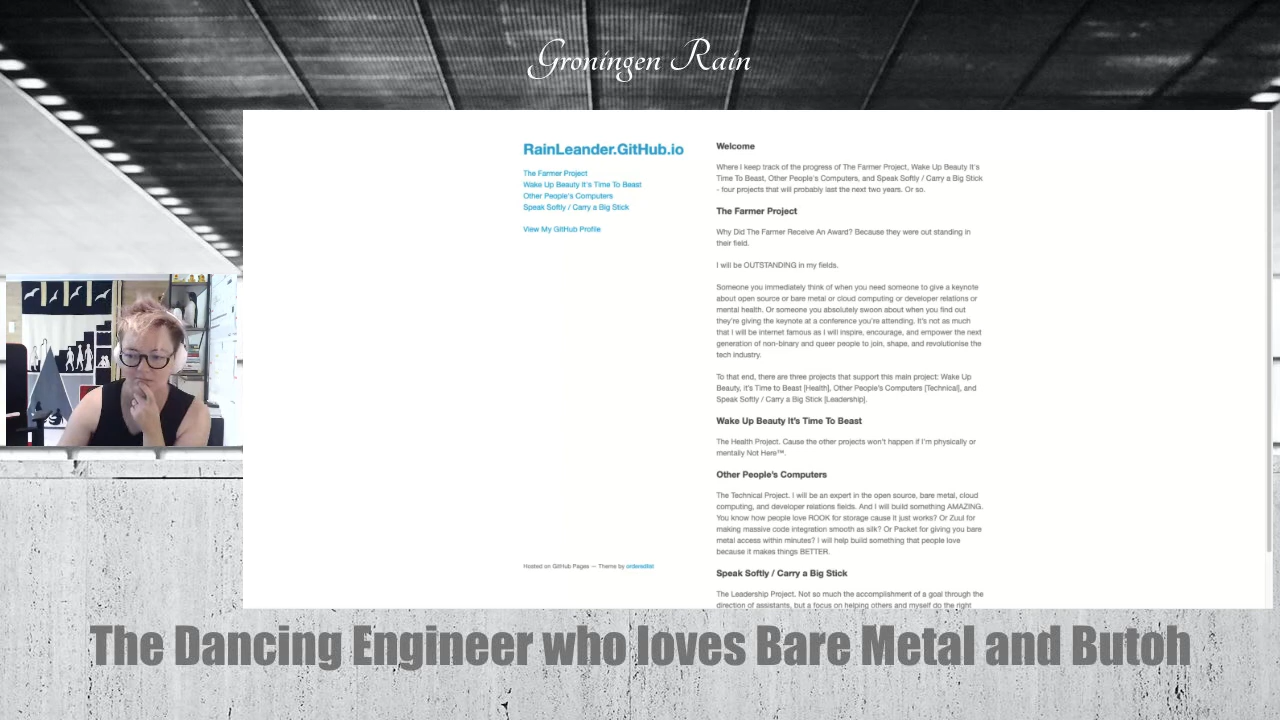 Groningen Rain
RainLeander.GitHub.io
The Farmer Project
Wake Up Beauty It's Time To Beast
Other People's Computers
Speak Softly / Carry a Big Stick
View My GitHub Profile
Hosted on GitHub Pages — Theme by orderedlist
Welcome
Where I keep track of the progress of The Farmer Project, Wake Up Beauty It's
Time To Beast, Other People's Computers, and Speak Softly / Carry a Big Stick
- four projects that will probably last the next two years. Or so.
The Farmer Project
Why Did The Farmer Receive An Award? Because they were out standing in
their field.
I will be OUTSTANDING in my fields.
Someone you immediately think of when you need someone to give a keynote
about open source or bare metal or cloud computing or developer relations or
mental health. Or someone you absolutely swoon about when you find out
they're giving the keynote at a conference you're attending. It's not as much
that I will be internet famous as I will inspire, encourage, and empower the next
generation of non-binary and queer people to join, shape, and revolutionise the
tech industry.
To that end, there are three projects that support this main project: Wake Up
Beauty, it's Time to Beast [Health], Other People's Computers [Technical], and
Speak Softly / Carry a Big Stick [Leadership].
Wake Up Beauty It's Time To Beast
The Health Project. Cause the other projects won't happen if I'm physically or
mentally Not Here™.
Other People's Computers
The Technical Project. I will be an expert in the open source, bare metal, cloud
computing, and developer relations fields. And I will build something AMAZING.
You know how people love ROOK for storage cause it just works? Or Zuul for
making massive code integration smooth as silk? Or Packet for giving you bare
metal access within minutes? I will help build something that people love
because it makes things BETTER.
Speak Softly / Carry a Big Stick
The Leadership Project. Not so much the accomplishment of a goal through the
direction of assistants, but a focus on helping others and myself do the right
The Dancing Engineer who loves Bare Metal and Butoh